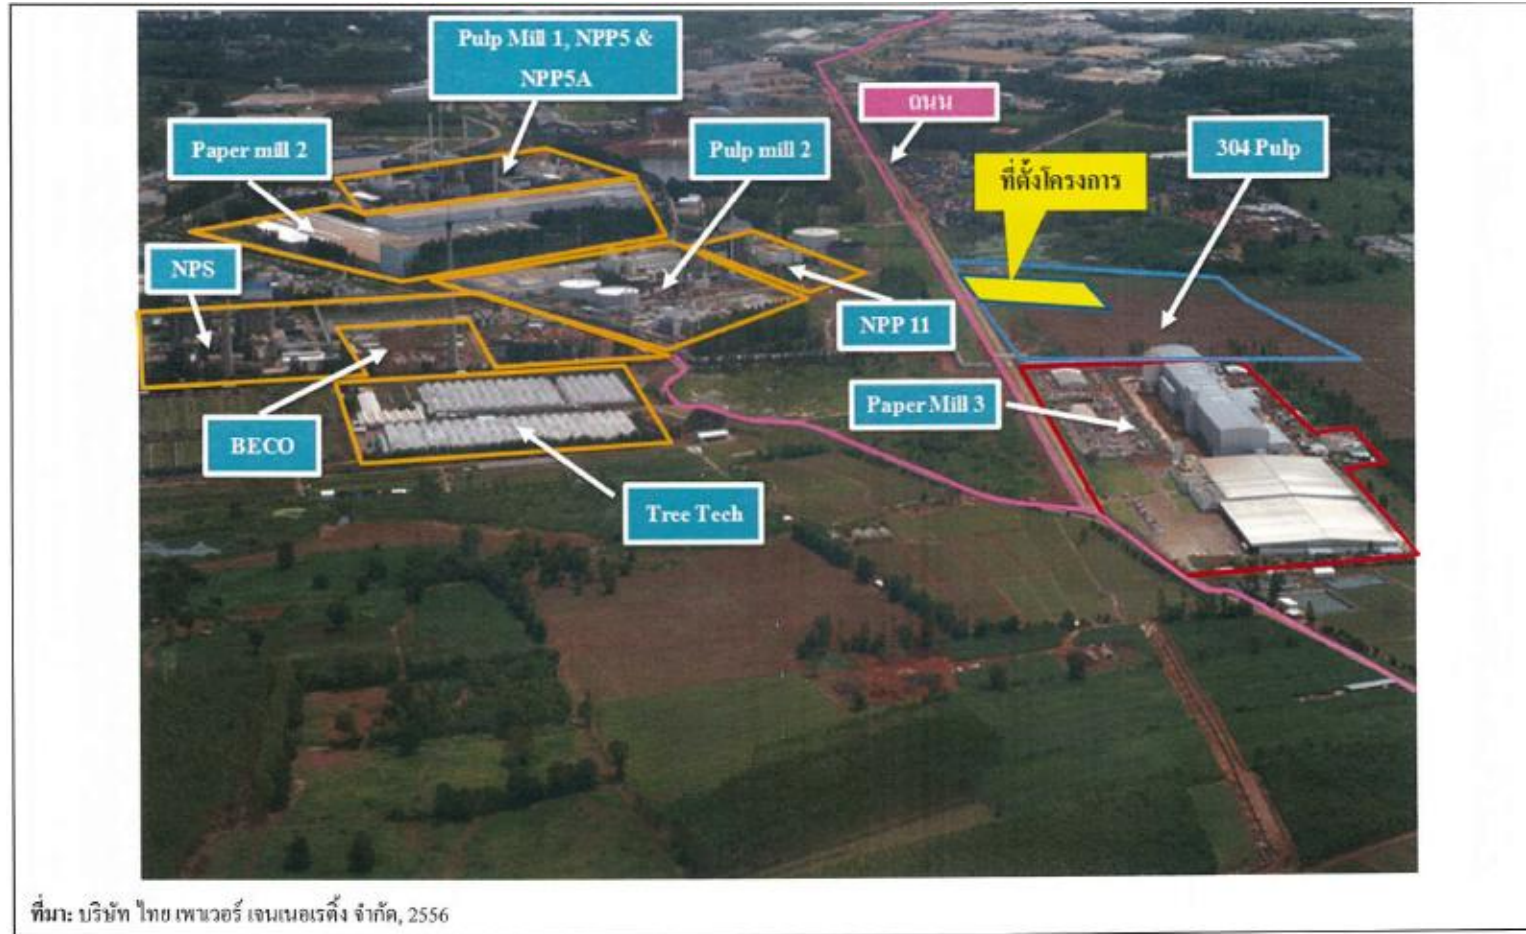 Pulp Mill 1, NPP5 &
NPP5A
ถนน
Paper mill 2
Pulp mill 2
304 Pulp
ที่ตั้งโครงการ
NPS
NPP 11
Paper Mill 3
BECO
Tree Tech
ที่มา: บริษัท ไทย เพาเวอร์ เจนเนอเรติ้ง จำกัด, 2556